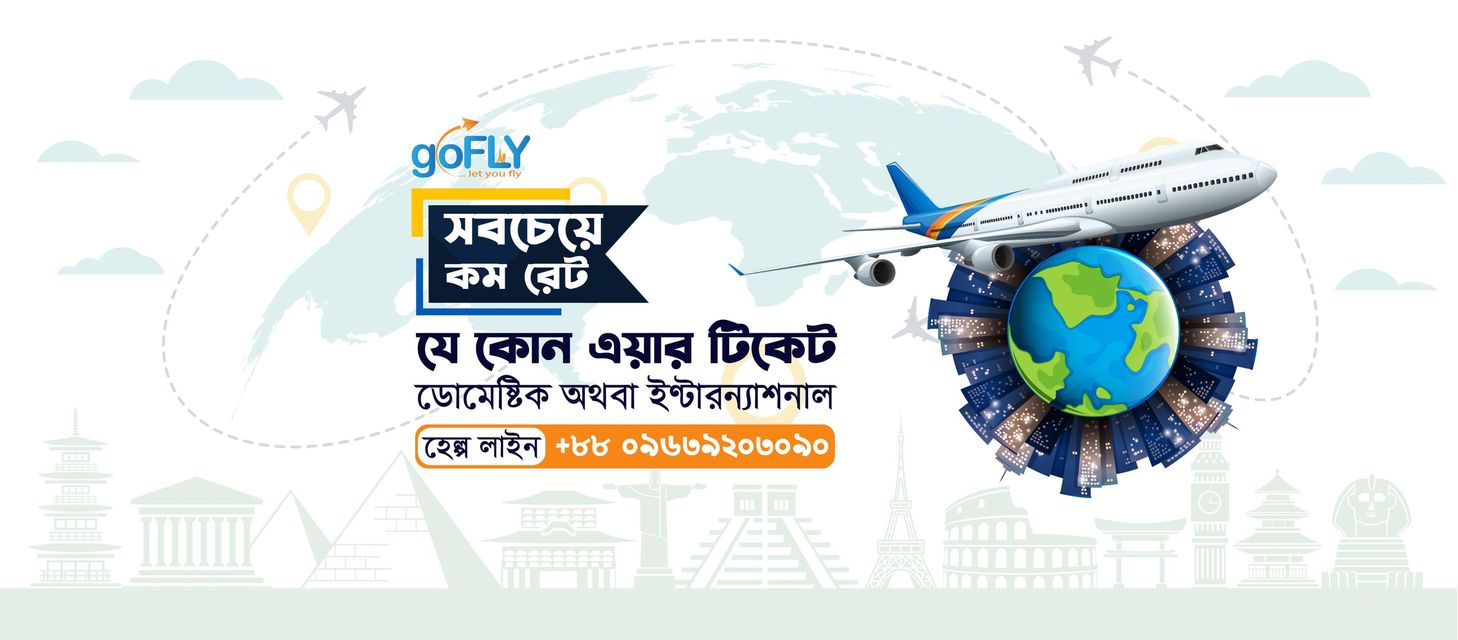 goFLY
... let you fly
সবচেয়ে
কম রেট
যে কোন এয়ার টিকেট
ডোমেষ্টিক অথবা ইন্টারন্যাশনাল
হেল্প লাইন +৮৮ ০৯৬৩৯২০৩০৯০